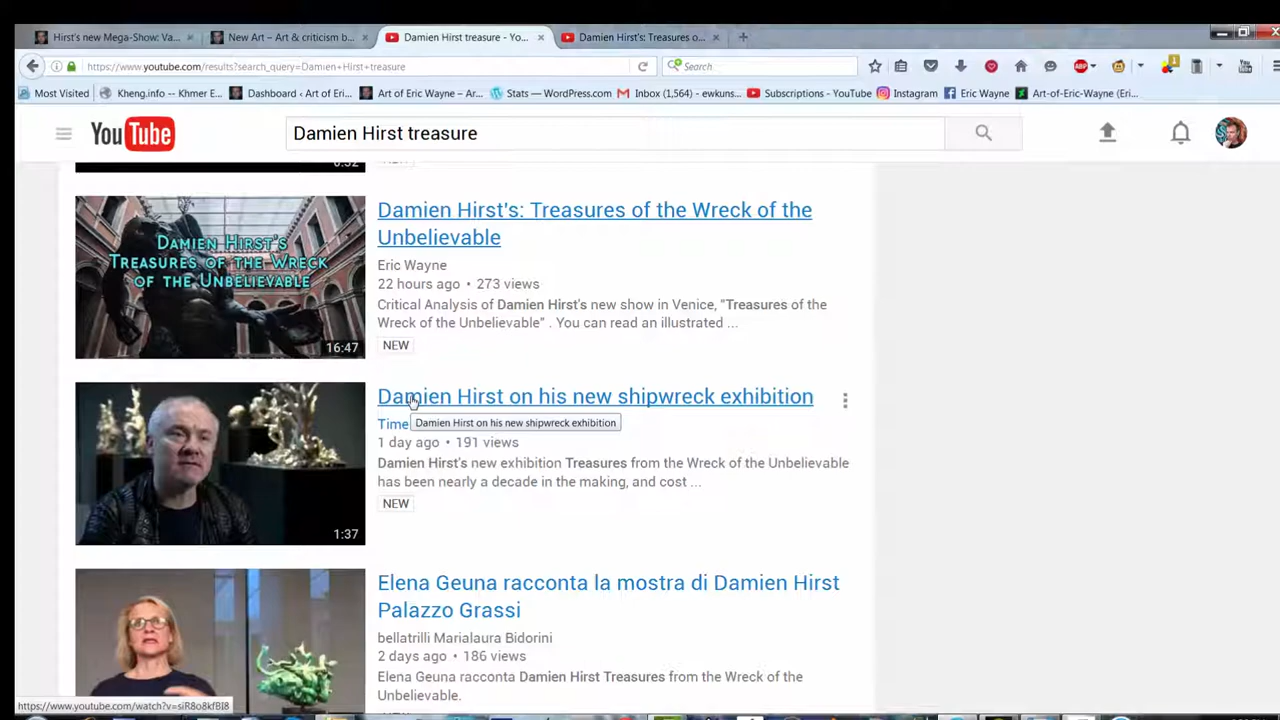 Hirst's new Mega-Show: Va...
New Art – Art & criticism b...
Damien Hirst treasure - Yo...
Damien Hirst's: Treasures o...
https://www.youtube.com/results?search_query=Damien+Hirst+treasure
Search
ABP
1
You Tube
Most Visited
Kheng.info – Khmer E...
Dashboard ‹ Art of Eri...
Art of Eric Wayne – Ar...
Stats — WordPress.com
Inbox (1,564) - ewkuns...
Subscriptions - YouTube
Instagram
Eric Wayne
Art-of-Eric-Wayne (Eri...
YouTube
Damien Hirst treasure
DAMIEN HIRST'S
TREASURES OF THE WRECK
OF THE UNBELIEVABLE
16:47
Damien Hirst's: Treasures of the Wreck of the
Unbelievable
Eric Wayne
22 hours ago • 273 views
Critical Analysis of Damien Hirst's new show in Venice, "Treasures of the
Wreck of the Unbelievable" . You can read an illustrated ...
NEW
1:37
Damien Hirst on his new shipwreck exhibition
Time
Damien Hirst on his new shipwreck exhibition
1 day ago • 191 views
Damien Hirst's new exhibition Treasures from the Wreck of the Unbelievable
has been nearly a decade in the making, and cost ...
NEW
Elena Geuna racconta la mostra di Damien Hirst
Palazzo Grassi
bellatrilli Marialaura Bidorini
2 days ago • 186 views
Elena Geuna racconta Damien Hirst Treasures from the Wreck of the
Unbelievable.
https://www.youtube.com/watch?v=siR8o8kfBI8